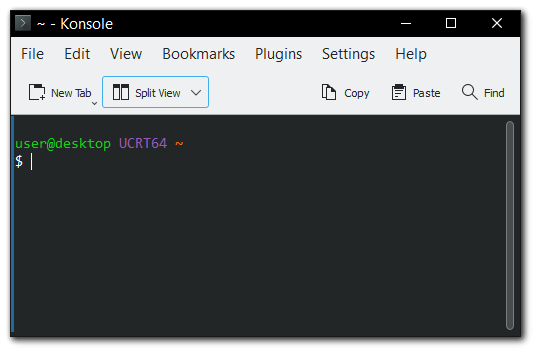 ~ - Konsole
File Edit View Bookmarks Plugins Settings Help
New Tab Split View Copy Paste Find
user@desktop UCRT64 ~
$